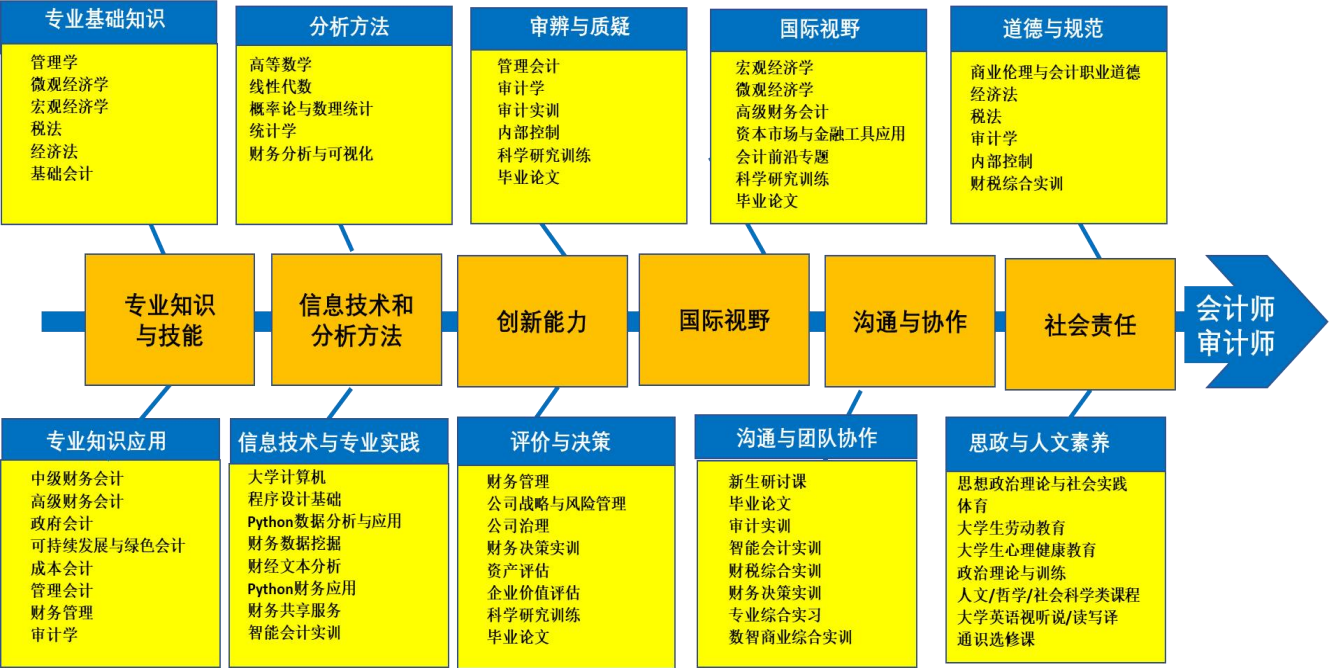 专业基础知识
管理学
微观经济学
宏观经济学
税法
经济法
基础会计
分析方法
高等数学
线性代数
概率论与数理统计
统计学
财务分析与可视化
审辨与质疑
管理会计
审计学
审计实训
内部控制
科学研究训练
毕业论文
国际视野
宏观经济学
微观经济学
高级财务会计
资本市场与金融工具应用
会计前沿专题
科学研究训练
毕业论文
道德与规范
商业伦理与会计职业道德
经济法
税法
审计学
内部控制
财税综合实训
专业知识
与技能
信息技术和
分析方法
创新能力
国际视野
沟通与协作
社会责任
会计师
审计师
专业知识应用
中级财务会计
高级财务会计
政府会计
可持续发展与绿色会计
成本会计
管理会计
财务管理
审计学
信息技术与专业实践
大学计算机
程序设计基础
Python数据分析与应用
财务数据挖掘
财经文本分析
Python财务应用
财务共享服务
智能会计实训
评价与决策
财务管理
公司战略与风险管理
公司治理
财务决策实训
资产评估
企业价值评估
科学研究训练
毕业论文
沟通与团队协作
新生研讨课
毕业论文
审计实训
智能会计实训
财税综合实训
财务决策实训
专业综合实习
数智商业综合实训
思政与人文素养
思想政治理论与社会实践
体育
大学生劳动教育
大学生心理健康教育
政治理论与训练
人文/哲学/社会科学类课程
大学英语视听说/读写译
通识选修课